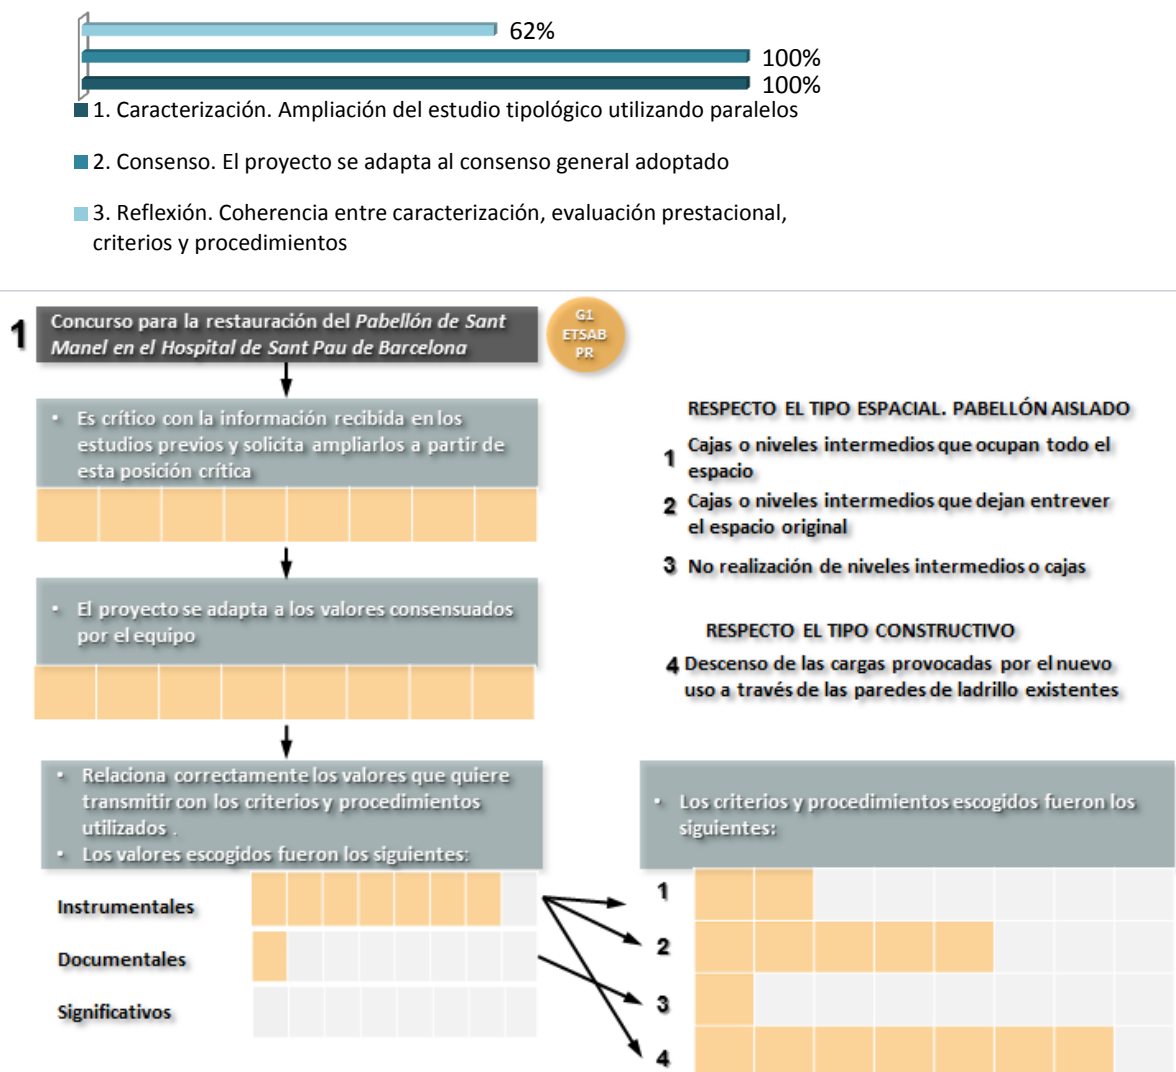 62%
100%
100%
1. Caracterización. Ampliación del estudio tipológico utilizando paralelos
2. Consenso. El proyecto se adapta al consenso general adoptado
3. Reflexión. Coherencia entre caracterización, evaluación prestacional,
criterios y procedimientos
1
Concurso para la restauración del Pabellón de Sant
Manel en el Hospital de Sant Pau de Barcelona
G1
ETSAB
PR
• Es crítico con la información recibida en los
estudios previos y solicita ampliarlos a partir de
esta posición crítica
• El proyecto se adapta a los valores consensuados
por el equipo
• Relaciona correctamente los valores que quiere
transmitir con los criterios y procedimientos
utilizados .
• Los valores escogidos fueron los siguientes:
Instrumentales
Documentales
Significativos
RESPECTO EL TIPO ESPACIAL. PABELLÓN AISLADO
1 Cajas o niveles intermedios que ocupan todo el
espacio
2 Cajas o niveles intermedios que dejan entrever
el espacio original
3 No realización de niveles intermedios o cajas
RESPECTO EL TIPO CONSTRUCTIVO
4 Descenso de las cargas provocadas por el nuevo
uso a través de las paredes de ladrillo existentes
• Los criterios y procedimientos escogidos fueron los
siguientes:
1
2
3
4